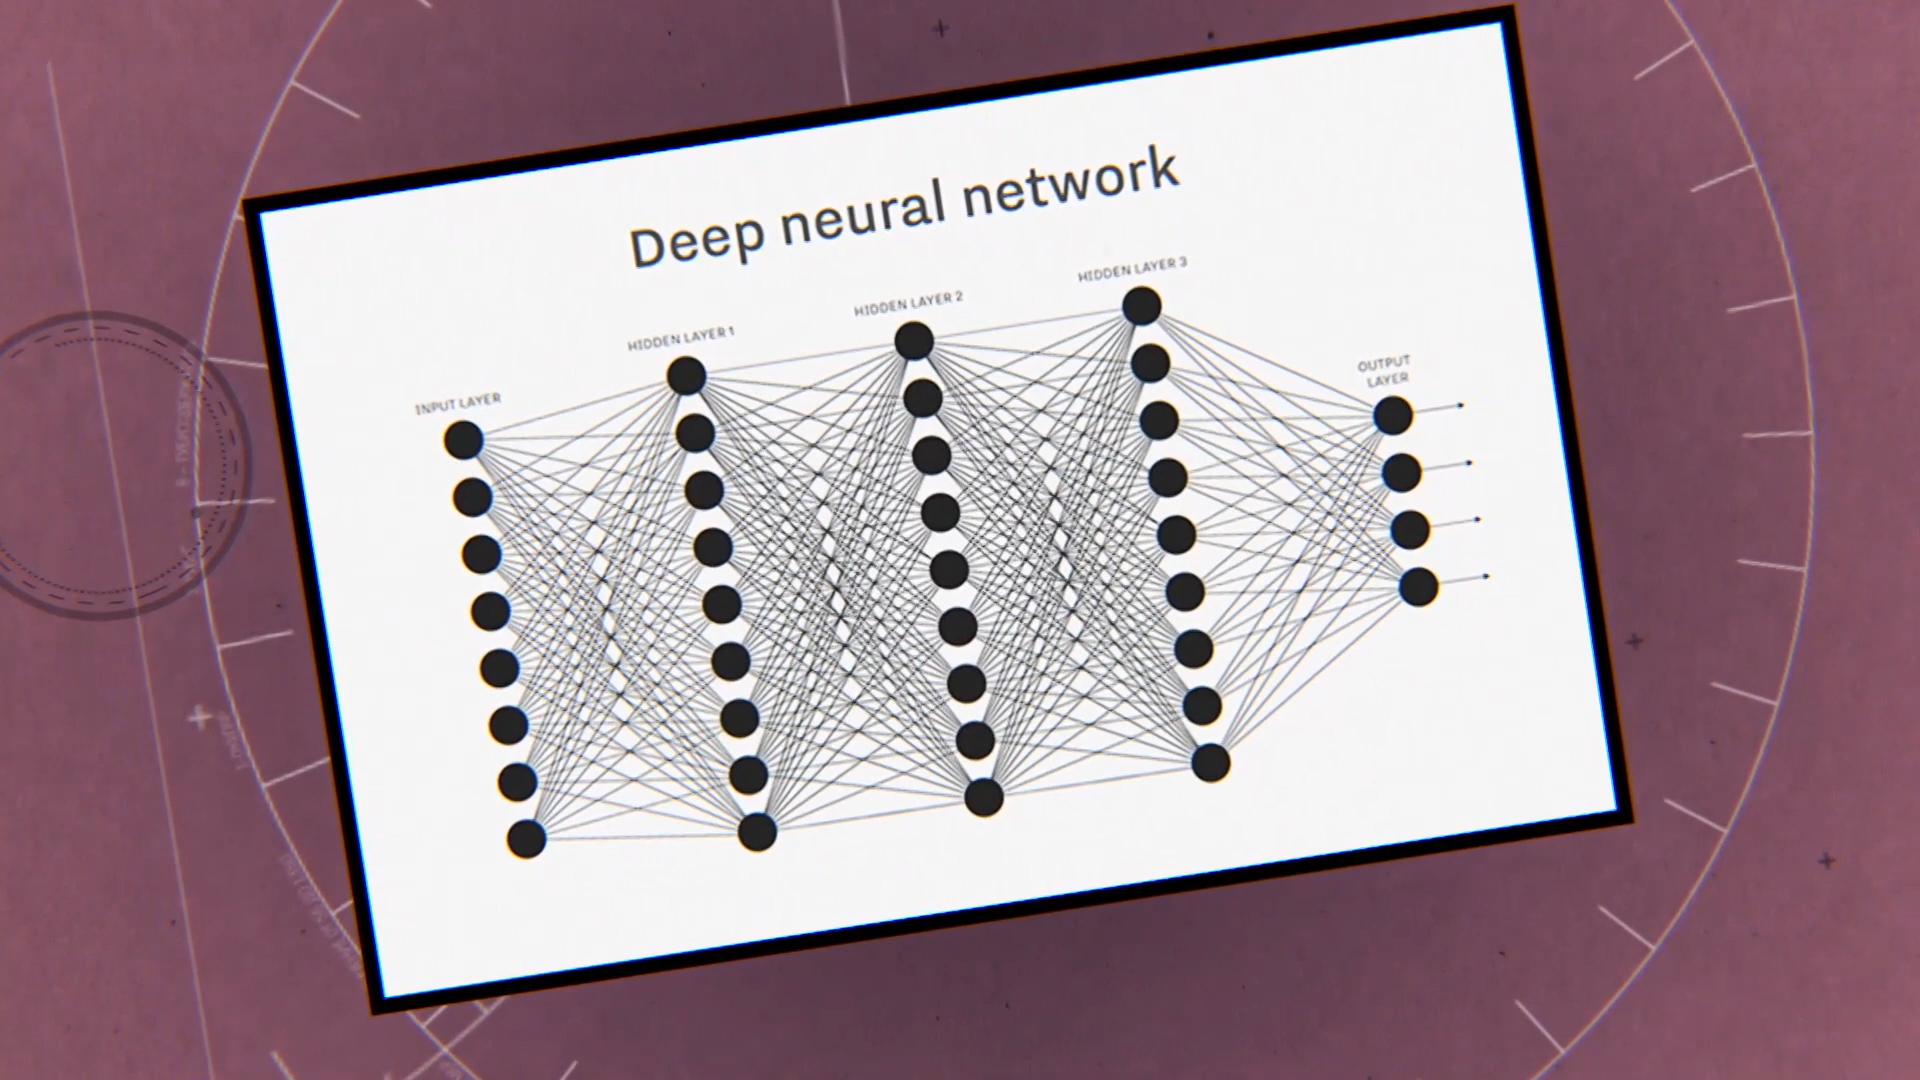 Deep neural network
INPUT LAYER
HIDDEN LAYER 1
HIDDEN LAYER 2
HIDDEN LAYER 3
OUTPUT
LAYER